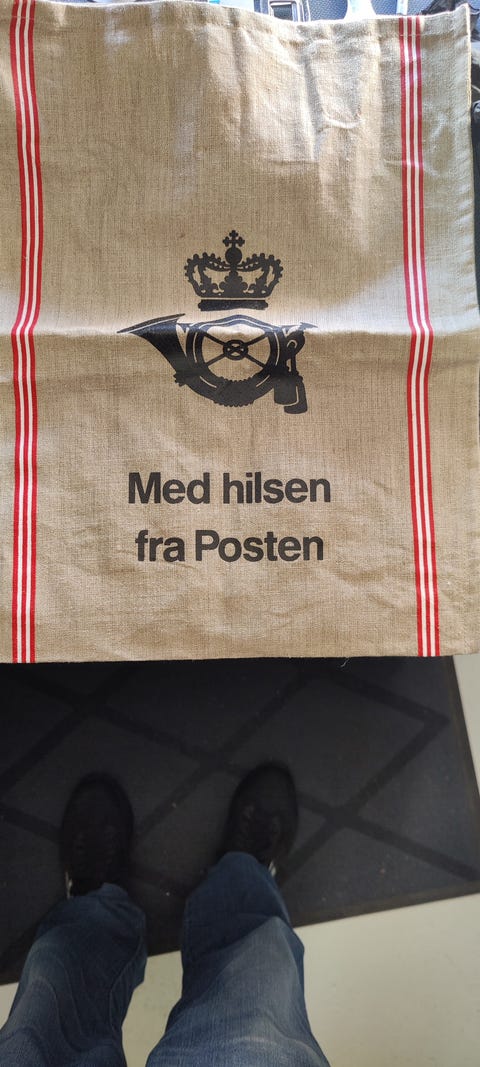 Med hilsen
fra Posten